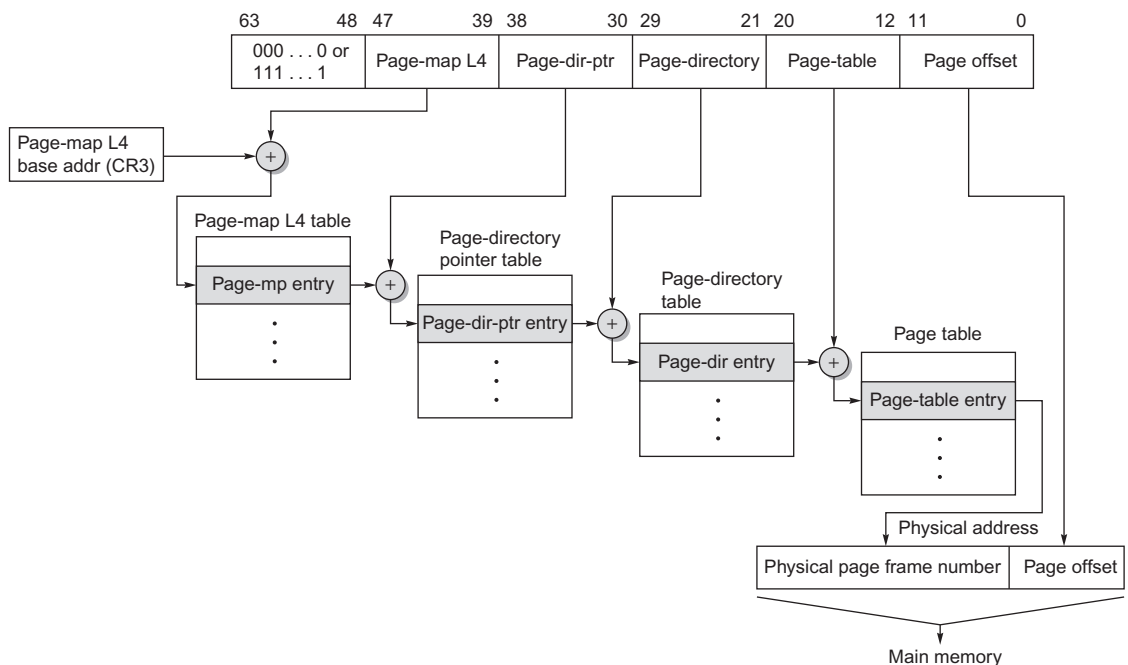 63 48 47 39 38 30 29 21 20 12 11 0
000 . . . 0 or
111 . . . 1
Page-map L4
Page-dir-ptr
Page-directory
Page-table
Page offset
Page-map L4
base addr (CR3)
+
Page-map L4 table
Page-mp entry
+
Page-directory
pointer table
Page-dir-ptr entry
+
Page-directory
table
Page-dir entry
+
Page table
Page-table entry
Physical address
Physical page frame number
Page offset
Main memory